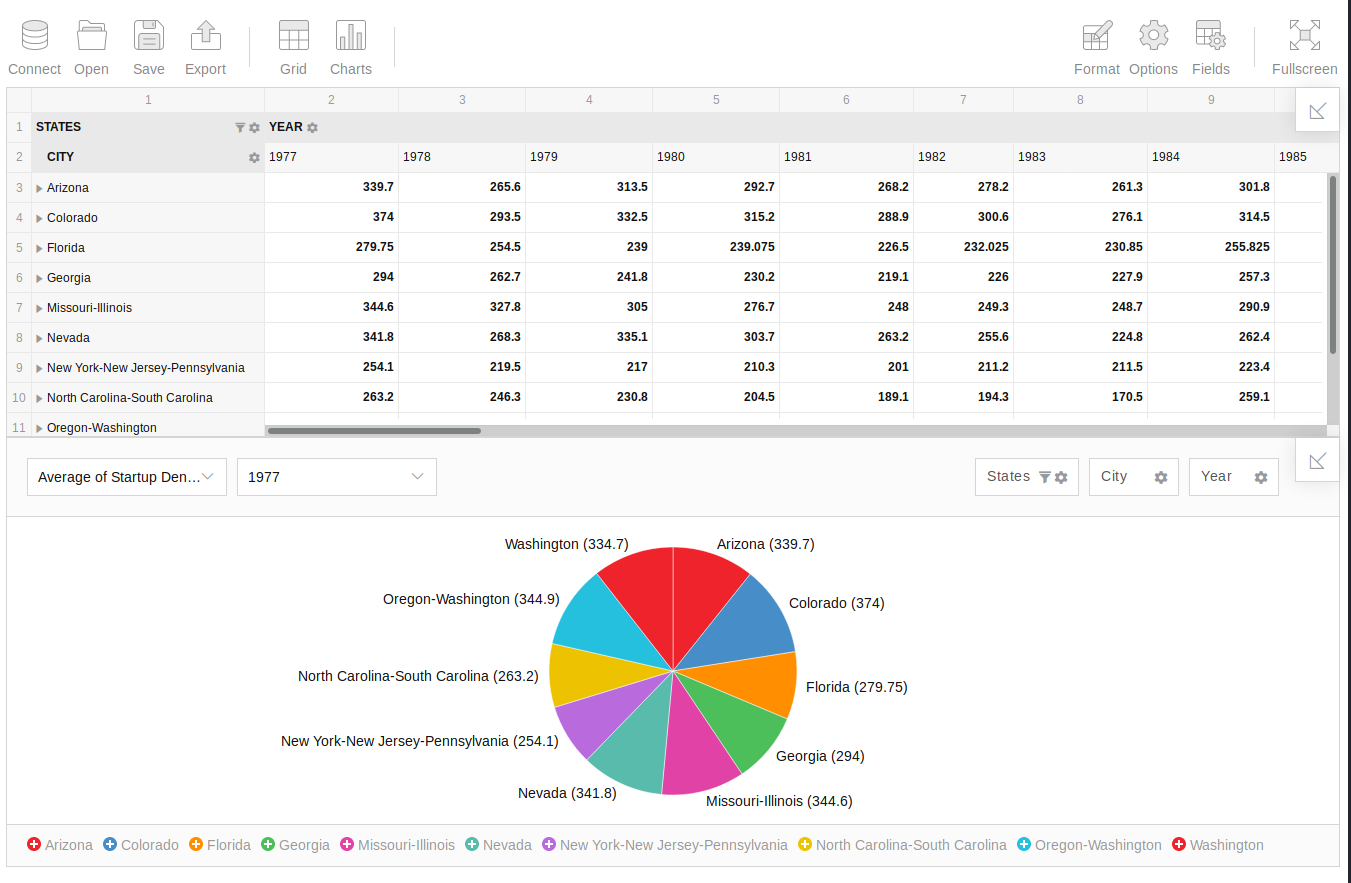 Connect Open Save Export Grid Charts Format Options Fields Fullscreen
1 2 3 4 5 6 7 8 9
1 STATES YEAR
2 CITY 1977 1978 1979 1980 1981 1982 1983 1984 1985
3 Arizona 339.7 265.6 313.5 292.7 268.2 278.2 261.3 301.8
4 Colorado 374 293.5 332.5 315.2 288.9 300.6 276.1 314.5
5 Florida 279.75 254.5 239 239.075 226.5 232.025 230.85 255.825
6 Georgia 294 262.7 241.8 230.2 219.1 226 227.9 257.3
7 Missouri-Illinois 344.6 327.8 305 276.7 248 249.3 248.7 290.9
8 Nevada 341.8 268.3 335.1 303.7 263.2 255.6 224.8 262.4
9 New York-New Jersey-Pennsylvania 254.1 219.5 217 210.3 201 211.2 211.5 223.4
10 North Carolina-South Carolina 263.2 246.3 230.8 204.5 189.1 194.3 170.5 259.1
11 Oregon-Washington
Average of Startup Den... 1977 States City Year
Washington (334.7) Arizona (339.7)
Oregon-Washington (344.9) Colorado (374)
North Carolina-South Carolina (263.2) Florida (279.75)
New York-New Jersey-Pennsylvania (254.1) Georgia (294)
Nevada (341.8) Missouri-Illinois (344.6)
Arizona Colorado Florida Georgia Missouri-Illinois Nevada New York-New Jersey-Pennsylvania North Carolina-South Carolina Oregon-Washington Washington